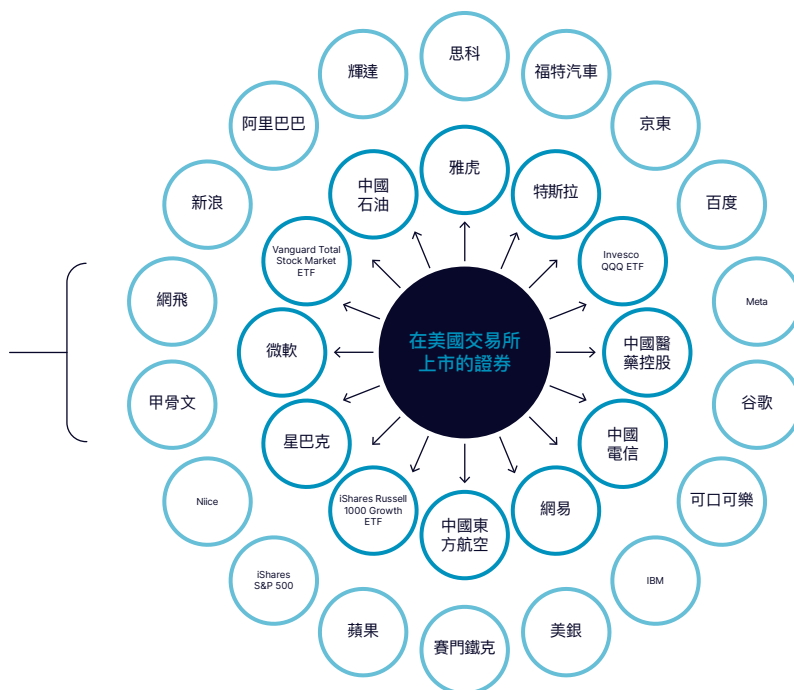 思科
輝達
福特汽車
阿里巴巴
京東
雅虎
中國
石油
特斯拉
新浪
百度
Vanguard Total
Stock Market
ETF
Invesco
QQQ ETF
網飛
Meta
在美國交易所
上市的證券
微軟
中國醫
藥控股
甲骨文
谷歌
星巴克
中國
電信
Niice
iShares Russell
1000 Growth
ETF
網易
可口可樂
中國東
方航空
iShares
S&P 500
IBM
蘋果
美銀
賽門鐵克